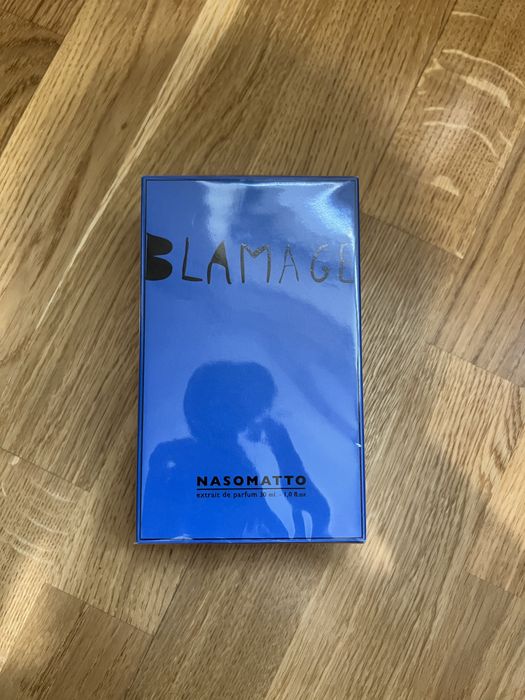 BLAMAGE
NASOMATTO
extrait de parfum 30 ml - 1,0 fl.oz